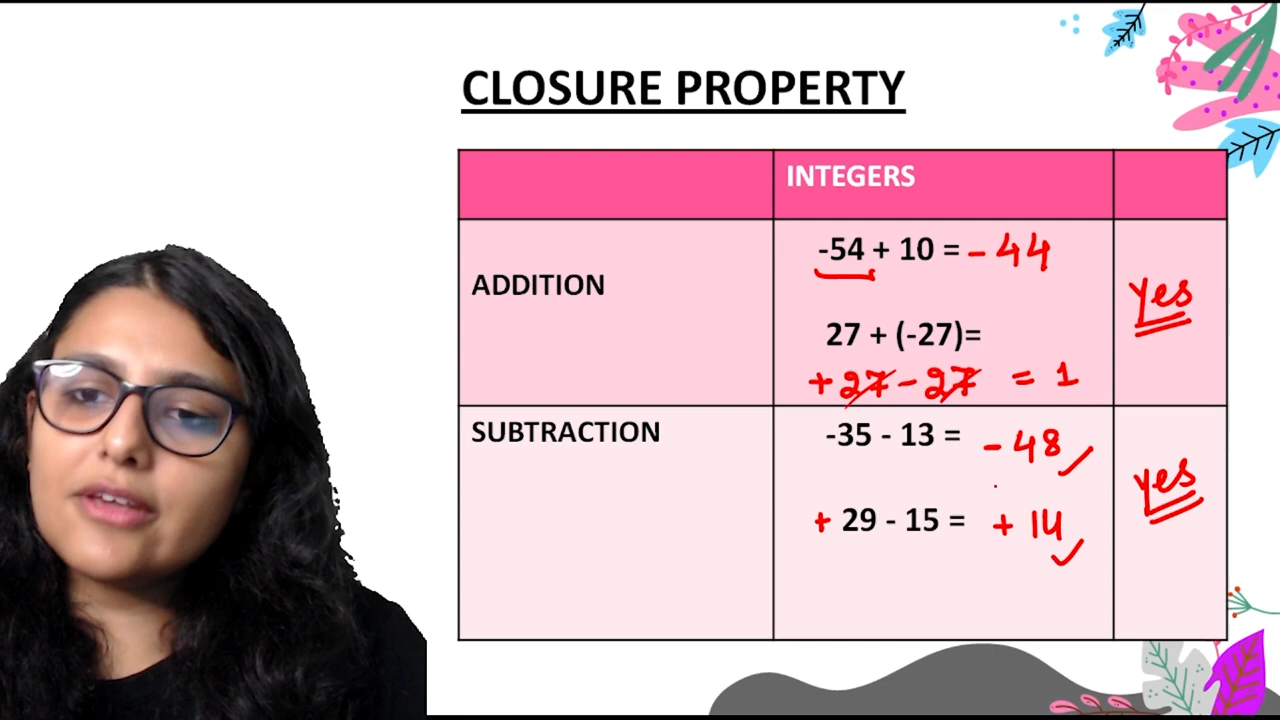 CLOSURE PROPERTY
INTEGERS
ADDITION
-54 + 10 = - 44
27 + (-27)=
+27 - 27 = 1
yes
SUBTRACTION
-35 - 13 = - 48
+ 29 - 15 = + 14
yes